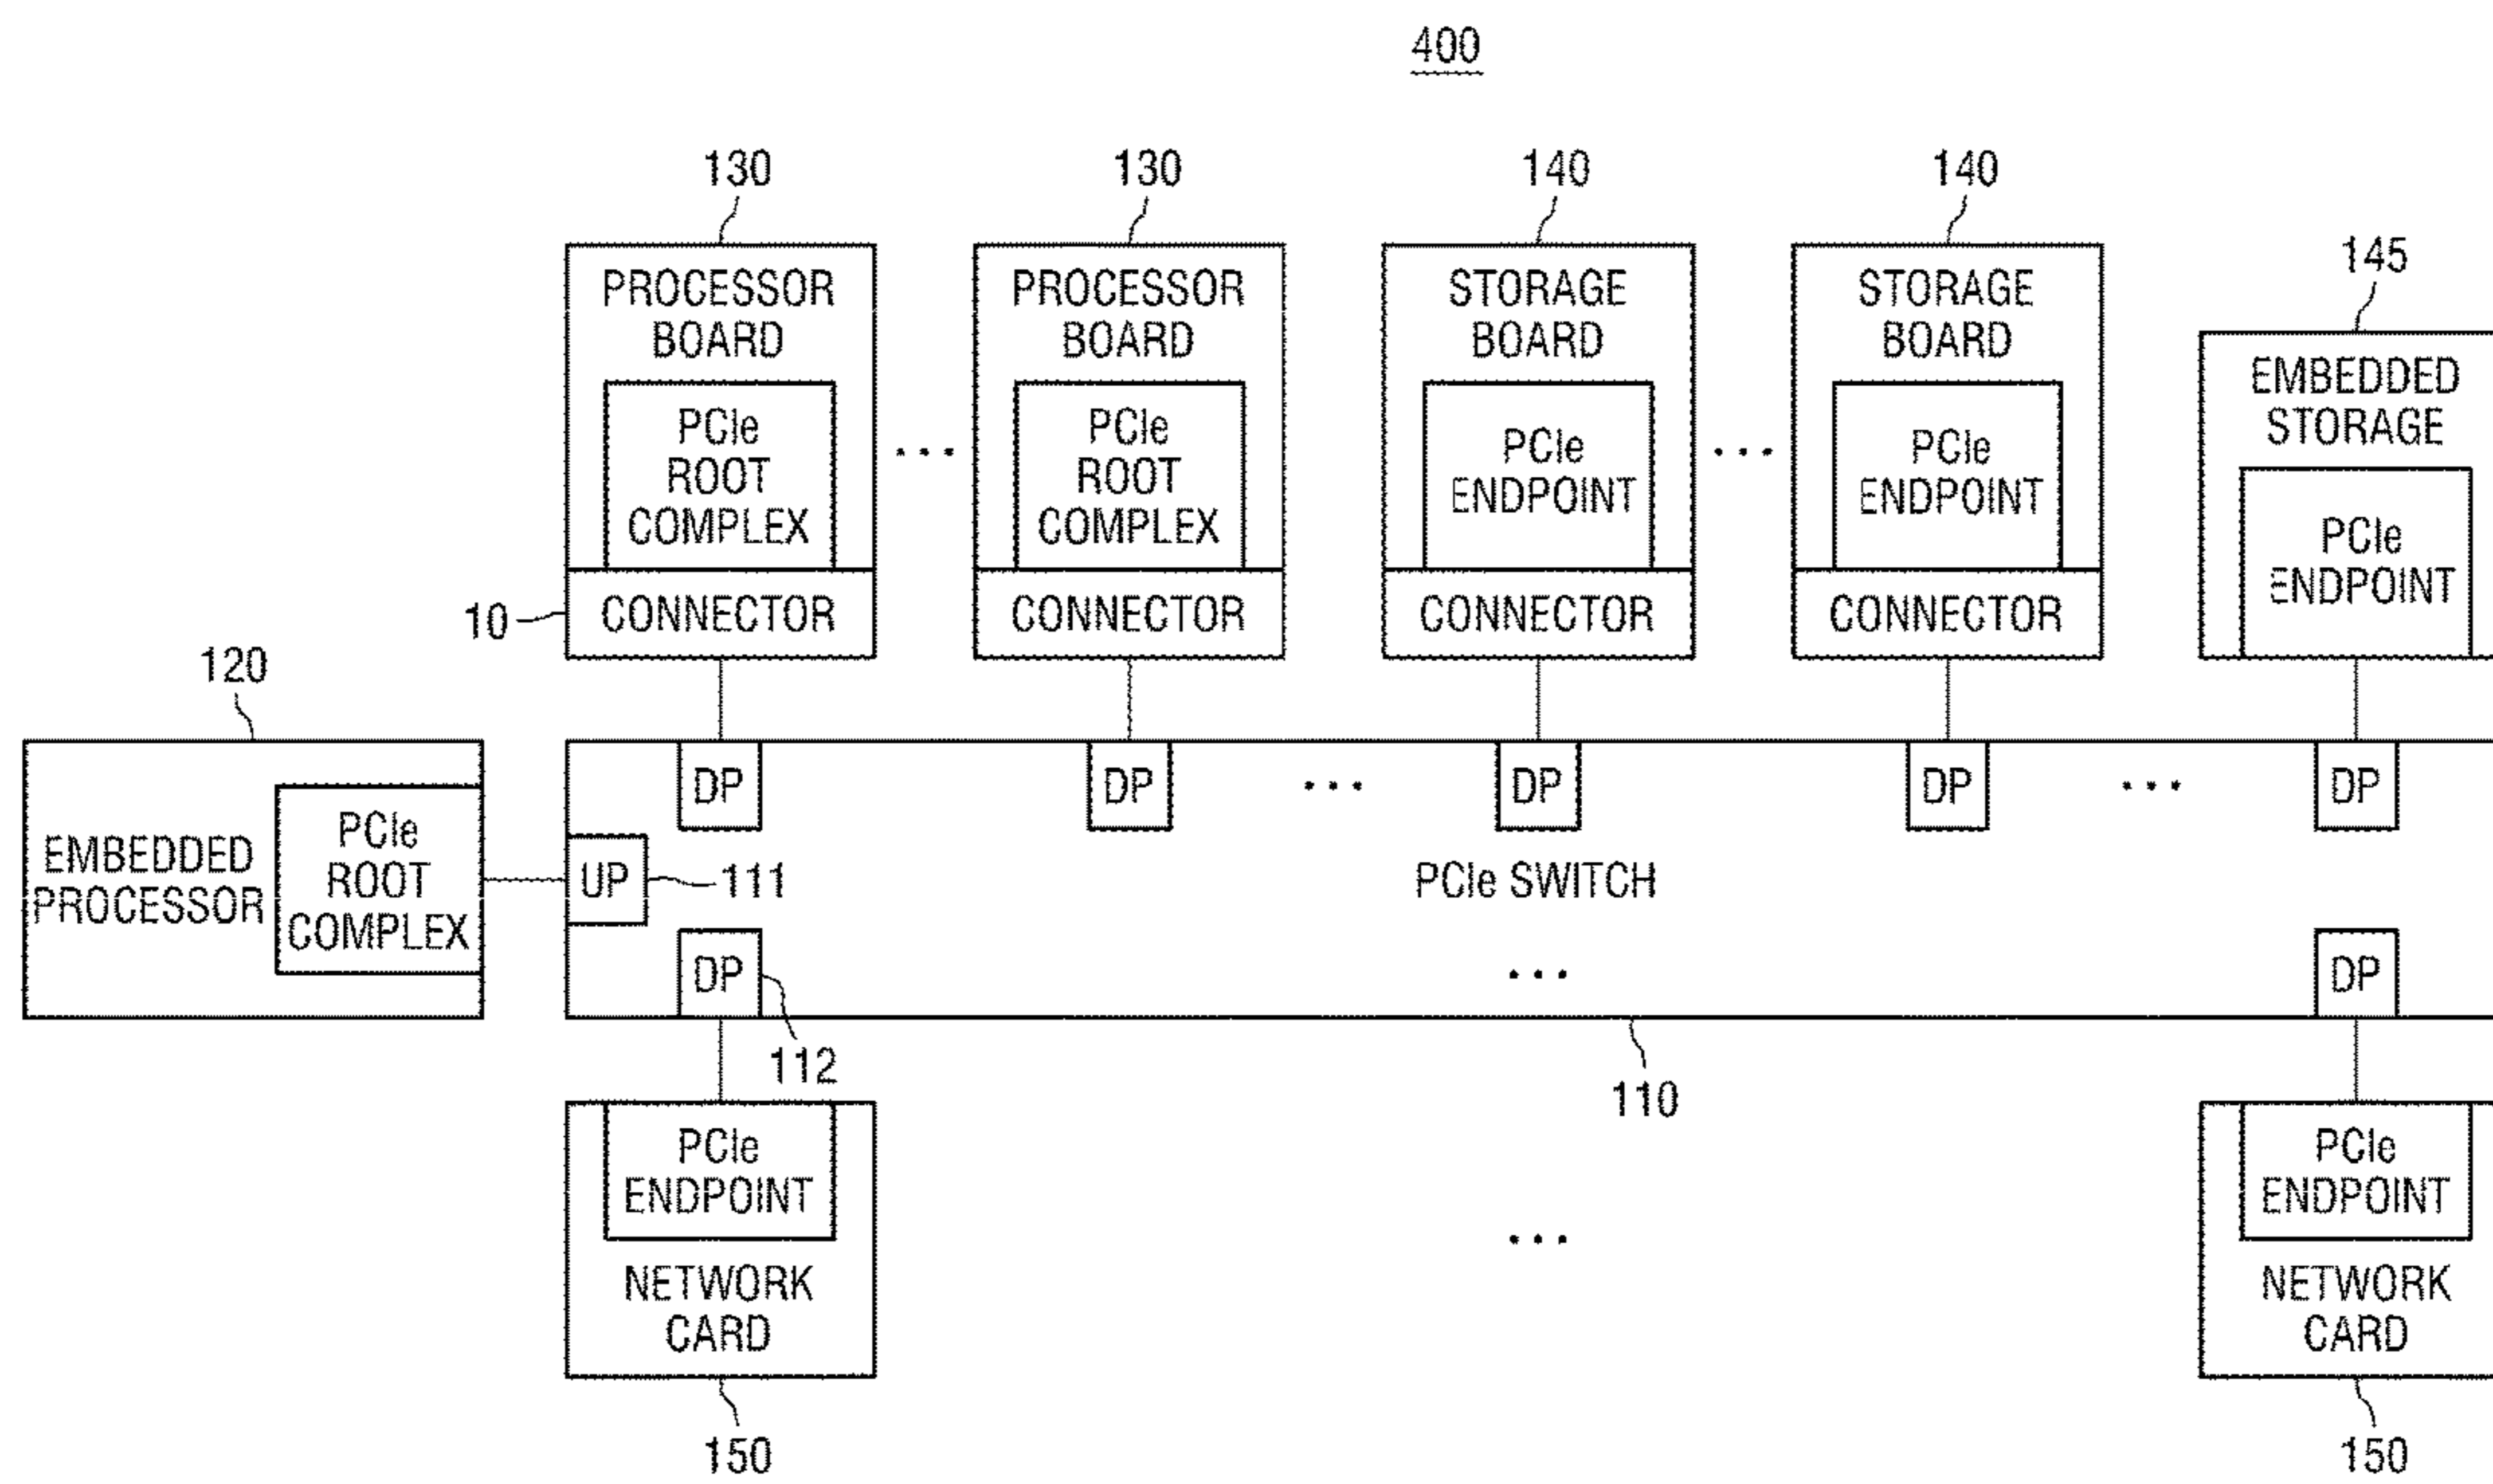 400
130
130
140
140
145
PROCESSOR
BOARD
PCIe
ROOT
COMPLEX
CONNECTOR
PROCESSOR
BOARD
PCIe
ROOT
COMPLEX
CONNECTOR
STORAGE
BOARD
PCIe
ENDPOINT
CONNECTOR
STORAGE
BOARD
PCIe
ENDPOINT
CONNECTOR
EMBEDDED
STORAGE
PCIe
ENDPOINT
...
...
10
120
EMBEDDED
PROCESSOR
PCIe
ROOT
COMPLEX
DP
DP
...
DP
DP
...
DP
UP
111
PCIe SWITCH
DP
...
DP
112
110
PCIe
ENDPOINT
NETWORK
CARD
...
PCIe
ENDPOINT
NETWORK
CARD
150
150